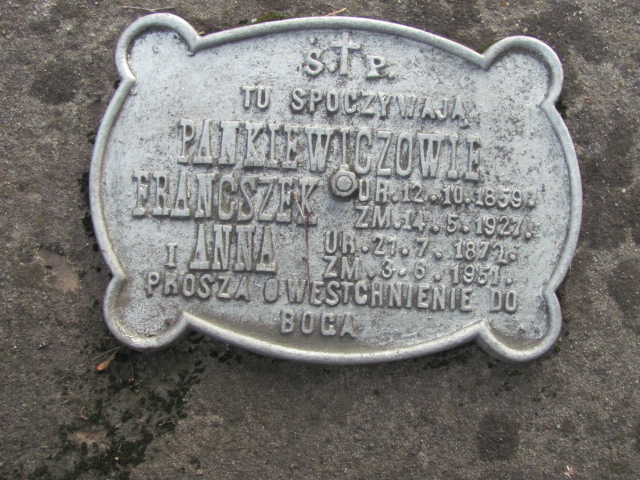 Ś.†P.
TU SPOCZYWAJĄ
PANKIEWICZOWIE
FRANCSZEK UR.12.10.1859.
ZM.14.5.1927.
I ANNA UR.27.7.1871.
ZM.3.6.1951.
PROSZĄ O WESTCHNIENIE DO
BOGA